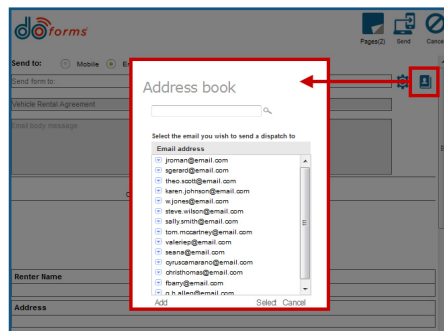 doforms
Pages(2) Send Cancel
Send to: Mobile
Send form to:
Vehicle Rental Agreement
Email body message
Address book
Select the email you wish to send a dispatch to
Email address
jroman@email.com
sgerard@email.com
theo.scott@email.com
karen.johnson@email.com
w.jones@email.com
steve.wilson@email.com
sally.smith@email.com
tom.mccartney@email.com
valeriep@email.com
seana@email.com
cyruscamarano@email.com
christhomas@email.com
fbarry@email.com
g.h.allen@email.com
Add Select Cancel
Renter Name
Address